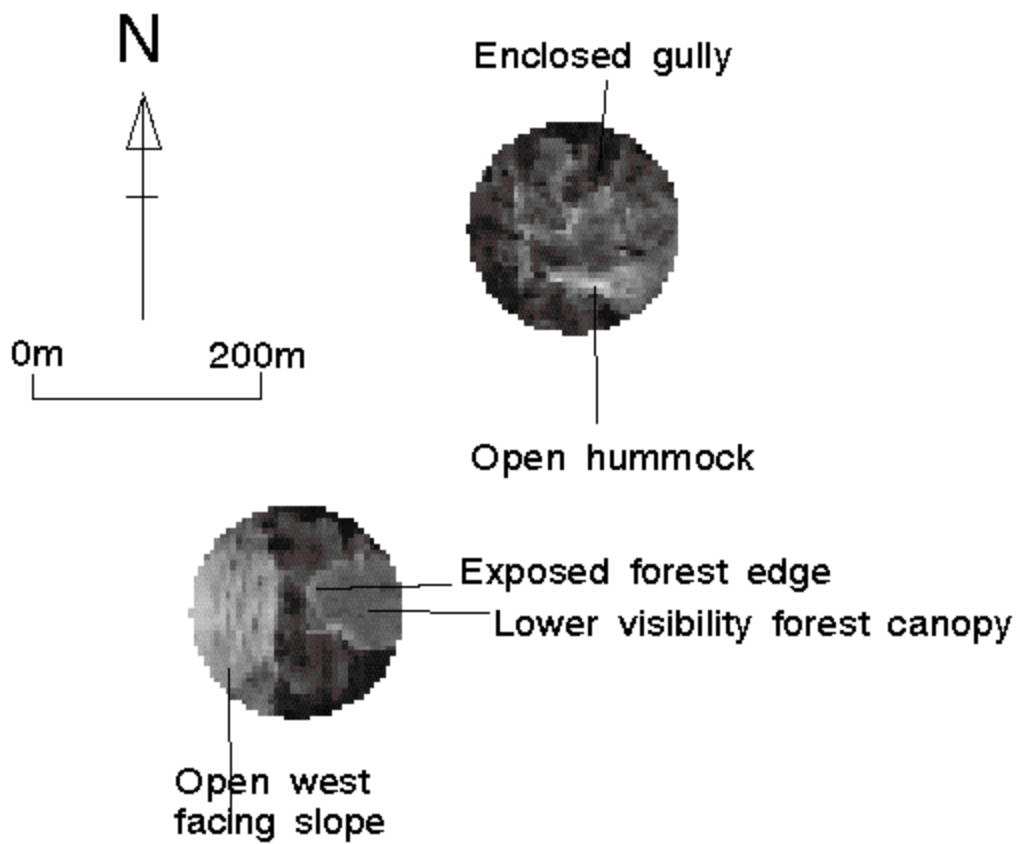 N
Enclosed gully
0m 200m
Open hummock
Exposed forest edge
Lower visibility forest canopy
Open west
facing slope